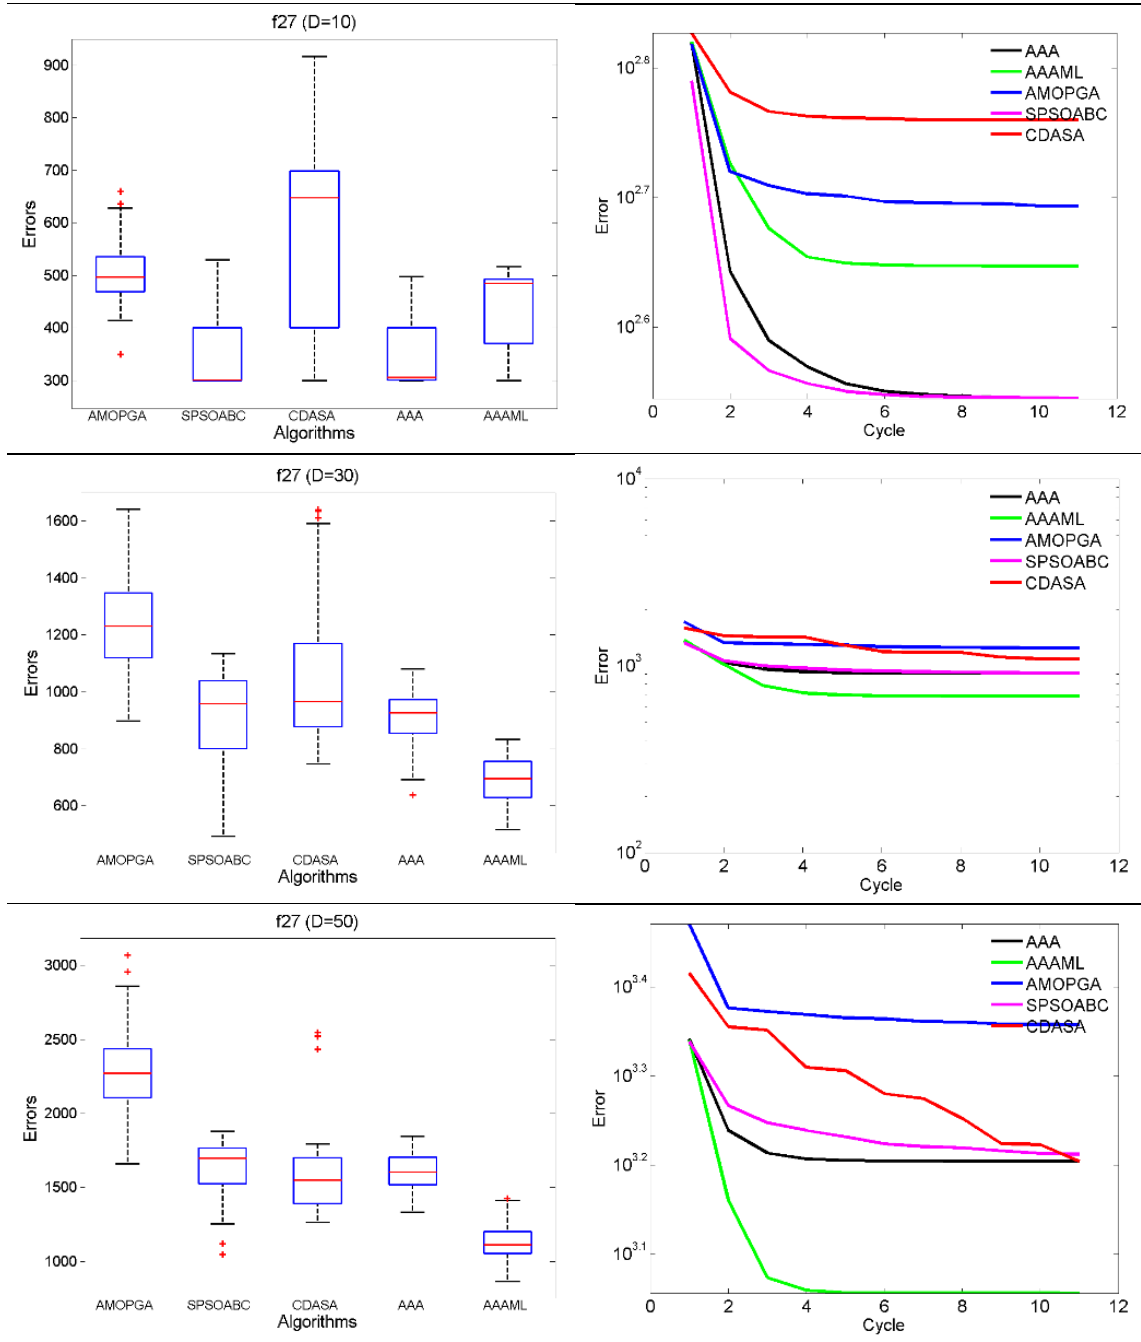 f27 (D=10)
900
800
700
600
500
400
300
Errors
AMOPGA SPSOABC CDASA AAA AAAML
Algorithms
10^2.8
10^2.7
10^2.6
Error
AAA
AAAML
AMOPGA
SPSOABC
CDASA
0 2 4 6 8 10 12
Cycle
f27 (D=30)
1600
1400
1200
1000
800
600
Errors
AMOPGA SPSOABC CDASA AAA AAAML
Algorithms
10^4
10^3
10^2
Error
AAA
AAAML
AMOPGA
SPSOABC
CDASA
0 2 4 6 8 10 12
Cycle
f27 (D=50)
3000
2500
2000
1500
1000
Errors
AMOPGA SPSOABC CDASA AAA AAAML
Algorithms
10^3.4
10^3.3
10^3.2
10^3.1
Error
AAA
AAAML
AMOPGA
SPSOABC
CDASA
0 2 4 6 8 10 12
Cycle